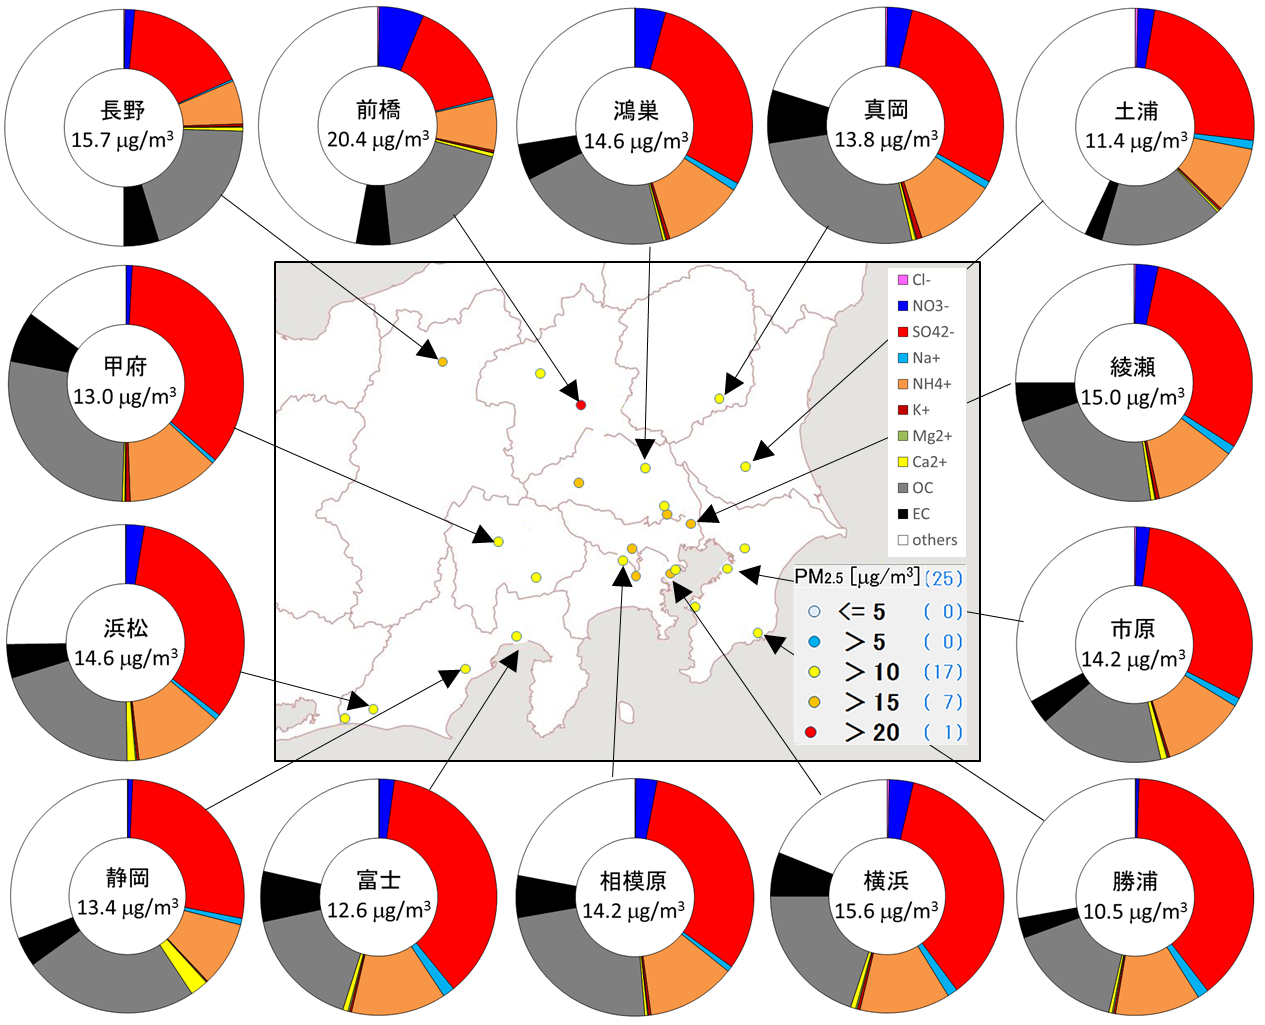 長野
15.7 μg/m3
前橋
20.4 μg/m3
鴻巣
14.6 μg/m3
真岡
13.8 μg/m3
土浦
11.4 μg/m3
甲府
13.0 μg/m3
綾瀬
15.0 μg/m3
浜松
14.6 μg/m3
市原
14.2 μg/m3
静岡
13.4 μg/m3
富士
12.6 μg/m3
相模原
14.2 μg/m3
横浜
15.6 μg/m3
勝浦
10.5 μg/m3
Cl-
NO3-
SO42-
Na+
NH4+
K+
Mg2+
Ca2+
OC
EC
others
PM2.5 [μg/m³] (25)
<= 5 ( 0)
> 5 ( 0)
> 10 (17)
> 15 ( 7)
> 20 ( 1)